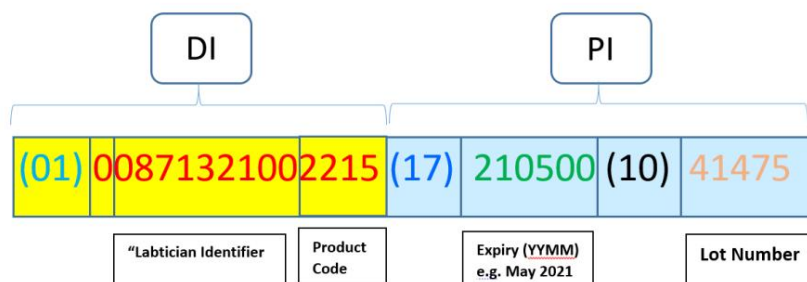 DI PI
(01) 00871321002215 (17) 210500 (10) 41475
"Labtician Identifier Product Code Expiry (YYMM) e.g. May 2021 Lot Number